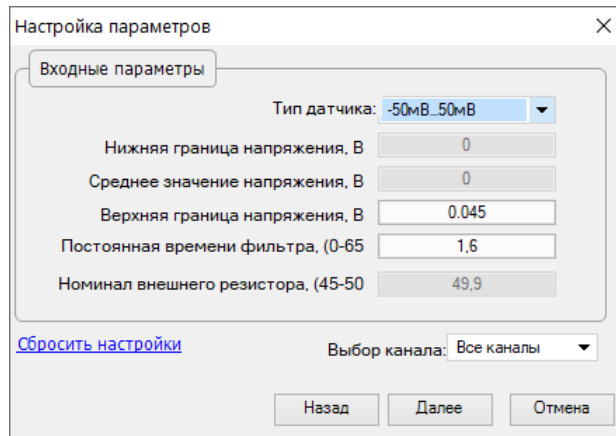 Настройка параметров
Входные параметры
Тип датчика: -50мВ...50мВ
Нижняя граница напряжения, В 0
Среднее значение напряжения, В 0
Верхняя граница напряжения, В 0.045
Постоянная времени фильтра, (0-65 1,6
Номинал внешнего резистора, (45-50 49,9
Сбросить настройки Выбор канала: Все каналы
Назад Далее Отмена